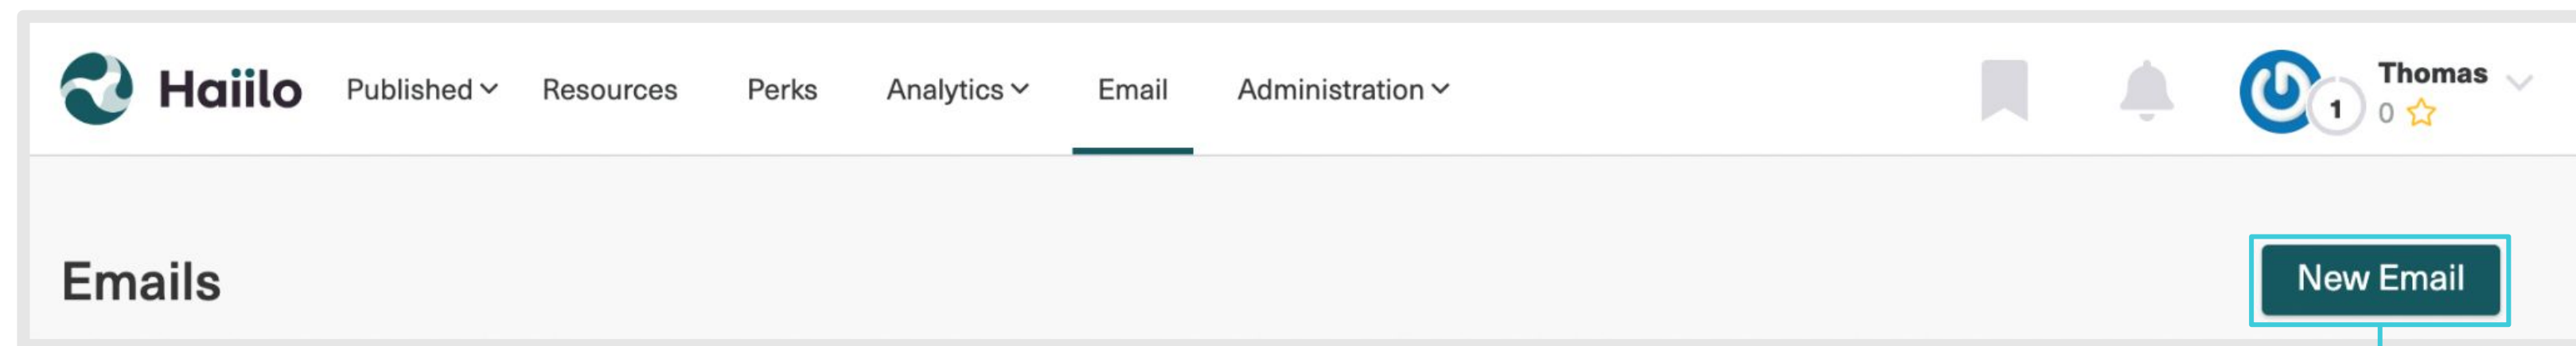 Haiilo Published Resources Perks Analytics Email Administration Thomas
1 0
Emails New Email